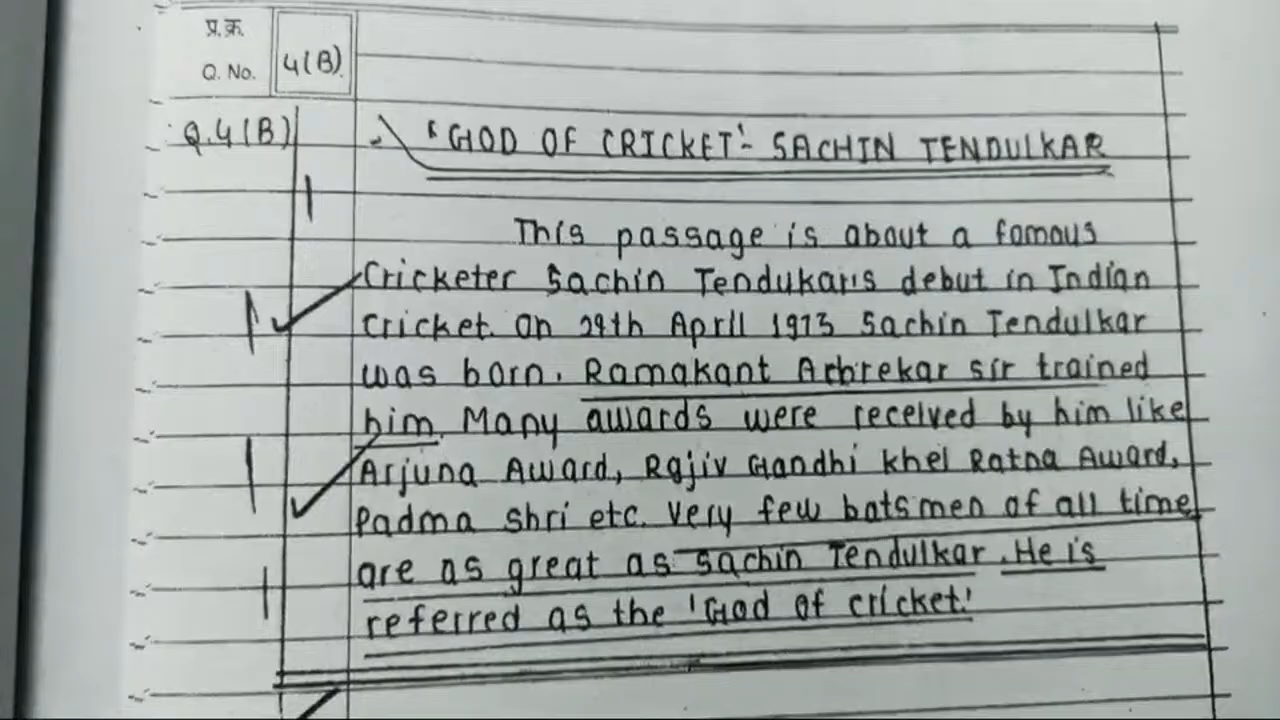 प्र.क्र.
Q. No. 4(B)
Q.4(B) 'GOD OF CRICKET'- SACHIN TENDULKAR
This passage is about a famous
Cricketer Sachin Tendukar's debut in Indian
cricket. On 24th April 1973 Sachin Tendulkar
was born. Ramakant Achrekar sir trained
him. Many awards were received by him like
Arjuna Award, Rajiv Gandhi khel Ratna Award,
Padma shri etc. Very few batsmen of all time
are as great as Sachin Tendulkar. He is
referred as the 'God of cricket.'